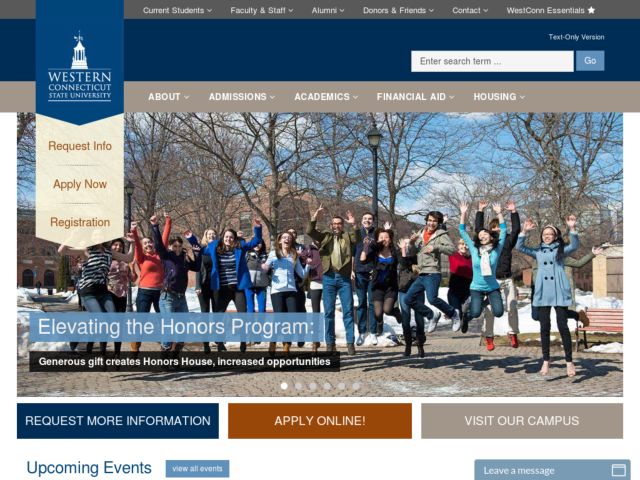 Current Students
Faculty & Staff
Alumni
Donors & Friends
Contact
WestConn Essentials
Text-Only Version
Enter search term ...
Go
WESTERN
CONNECTICUT
STATE UNIVERSITY
ABOUT
ADMISSIONS
ACADEMICS
FINANCIAL AID
HOUSING
Request Info
Apply Now
Registration
Elevating the Honors Program:
Generous gift creates Honors House, increased opportunities
REQUEST MORE INFORMATION
APPLY ONLINE!
VISIT OUR CAMPUS
Upcoming Events
view all events
Leave a message